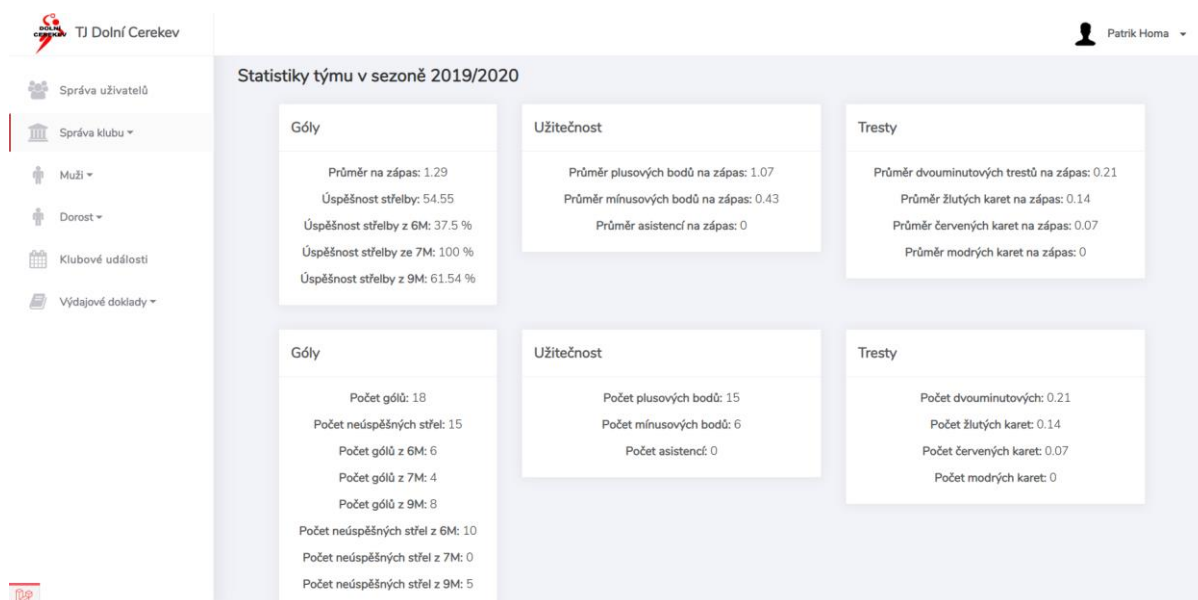 DOLNÍ
CEREKEV
TJ Dolní Cerekev
Patrik Homa
Správa uživatelů
Správa klubu
Muži
Dorost
Klubové události
Výdajové doklady
Statistiky týmu v sezoně 2019/2020
Góly
Průměr na zápas: 1.29
Úspěšnost střelby: 54.55
Úspěšnost střelby z 6M: 37.5 %
Úspěšnost střelby ze 7M: 100 %
Úspěšnost střelby z 9M: 61.54 %
Užitečnost
Průměr plusových bodů na zápas: 1.07
Průměr mínusových bodů na zápas: 0.43
Průměr asistencí na zápas: 0
Tresty
Průměr dvouminutových trestů na zápas: 0.21
Průměr žlutých karet na zápas: 0.14
Průměr červených karet na zápas: 0.07
Průměr modrých karet na zápas: 0
Góly
Počet gólů: 18
Počet neúspěšných střel: 15
Počet gólů z 6M: 6
Počet gólů z 7M: 4
Počet gólů z 9M: 8
Počet neúspěšných střel z 6M: 10
Počet neúspěšných střel z 7M: 0
Počet neúspěšných střel z 9M: 5
Užitečnost
Počet plusových bodů: 15
Počet mínusových bodů: 6
Počet asistencí: 0
Tresty
Počet dvouminutových: 0.21
Počet žlutých karet: 0.14
Počet červených karet: 0.07
Počet modrých karet: 0